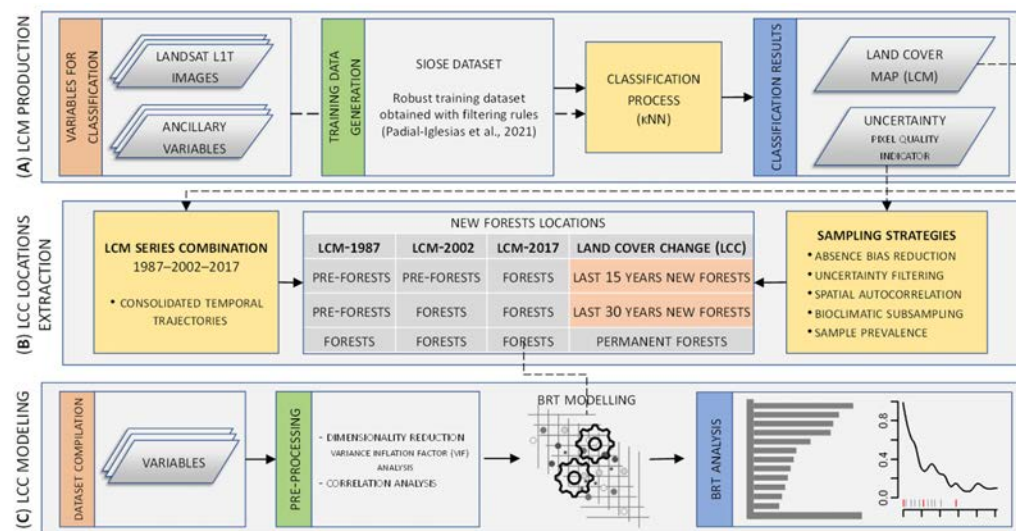 (A) LCM PRODUCTION
VARIABLES FOR
CLASSIFICATION
LANDSAT L1T
IMAGES
ANCILLARY
VARIABLES
TRAINING DATA
GENERATION
SIOSE DATASET
Robust training dataset
obtained with filtering rules
(Padial-Iglesias et al., 2021)
CLASSIFICATION
PROCESS
(κNN)
CLASSIFICATION RESULTS
LAND COVER
MAP (LCM)
UNCERTAINTY
PIXEL QUALITY
INDICATOR
(B) LCC LOCATIONS
EXTRACTION
LCM SERIES COMBINATION
1987–2002–2017
• CONSOLIDATED TEMPORAL
TRAJECTORIES
NEW FORESTS LOCATIONS
LCM-1987 LCM-2002 LCM-2017 LAND COVER CHANGE (LCC)
PRE-FORESTS PRE-FORESTS FORESTS LAST 15 YEARS NEW FORESTS
PRE-FORESTS FORESTS FORESTS LAST 30 YEARS NEW FORESTS
FORESTS FORESTS FORESTS PERMANENT FORESTS
SAMPLING STRATEGIES
• ABSENCE BIAS REDUCTION
• UNCERTAINTY FILTERING
• SPATIAL AUTOCORRELATION
• BIOCLIMATIC SUBSAMPLING
• SAMPLE PREVALENCE
(C) LCC MODELING
DATASET COMPILATION
VARIABLES
PRE-PROCESSING
- DIMENSIONALITY REDUCTION
VARIANCE INFLATION FACTOR (VIF)
ANALYSIS
- CORRELATION ANALYSIS
BRT MODELLING
BRT ANALYSIS
0.8
0.4
0.0